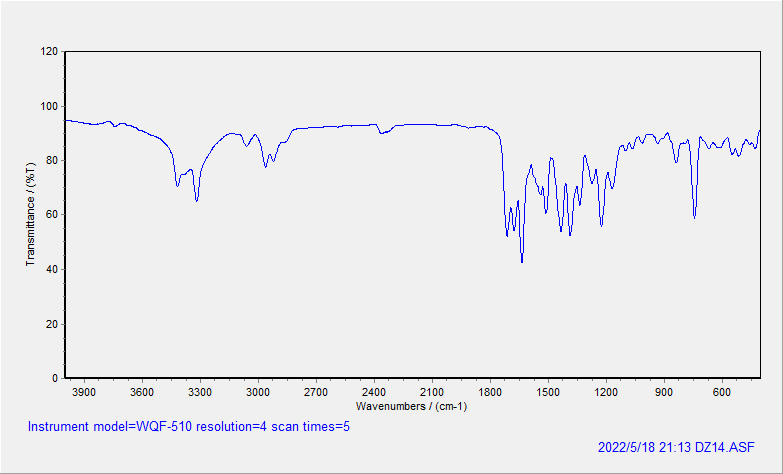 120
100
80
60
40
20
0
Transmittance / (%T)
3900 3600 3300 3000 2700 2400 2100 1800 1500 1200 900 600
Wavenumbers / (cm-1)
Instrument model=WQF-510 resolution=4 scan times=5
2022/5/18 21:13 DZ14.ASF